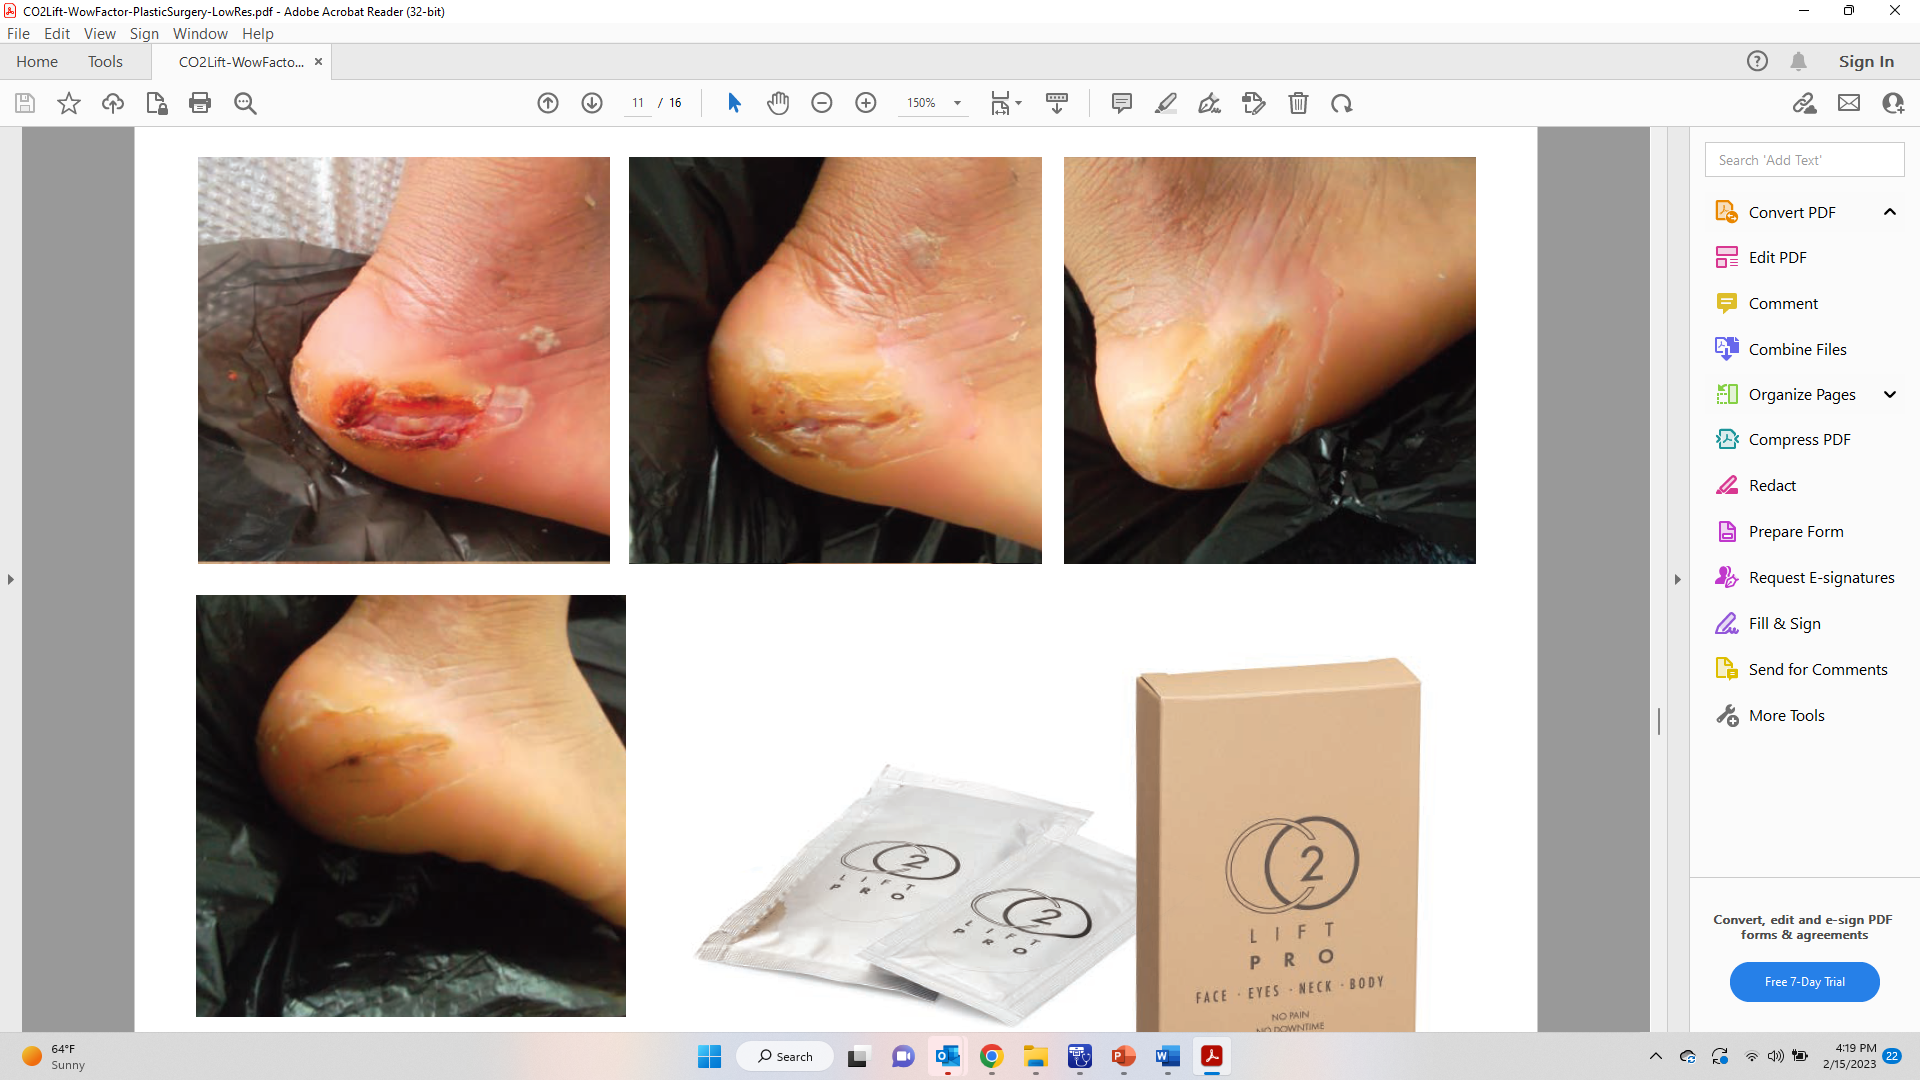 CO2Lift-WowFactor-PlasticSurgery-LowRes.pdf - Adobe Acrobat Reader (32-bit)
File Edit View Sign Window Help
Home Tools CO2Lift-WowFacto... Sign In
11 / 16 150%
Search 'Add Text'
Convert PDF
Edit PDF
Comment
Combine Files
Organize Pages
Compress PDF
Redact
Prepare Form
Request E-signatures
Fill & Sign
Send for Comments
More Tools
Convert, edit and e-sign PDF
forms & agreements
Free 7-Day Trial
CO2
LIFT
PRO
CO2
LIFT
PRO
CO2
LIFT
PRO
FACE · EYES · NECK · BODY
NO PAIN
NO DOWNTIME
64°F
Sunny
Search
4:19 PM
2/15/2023
22